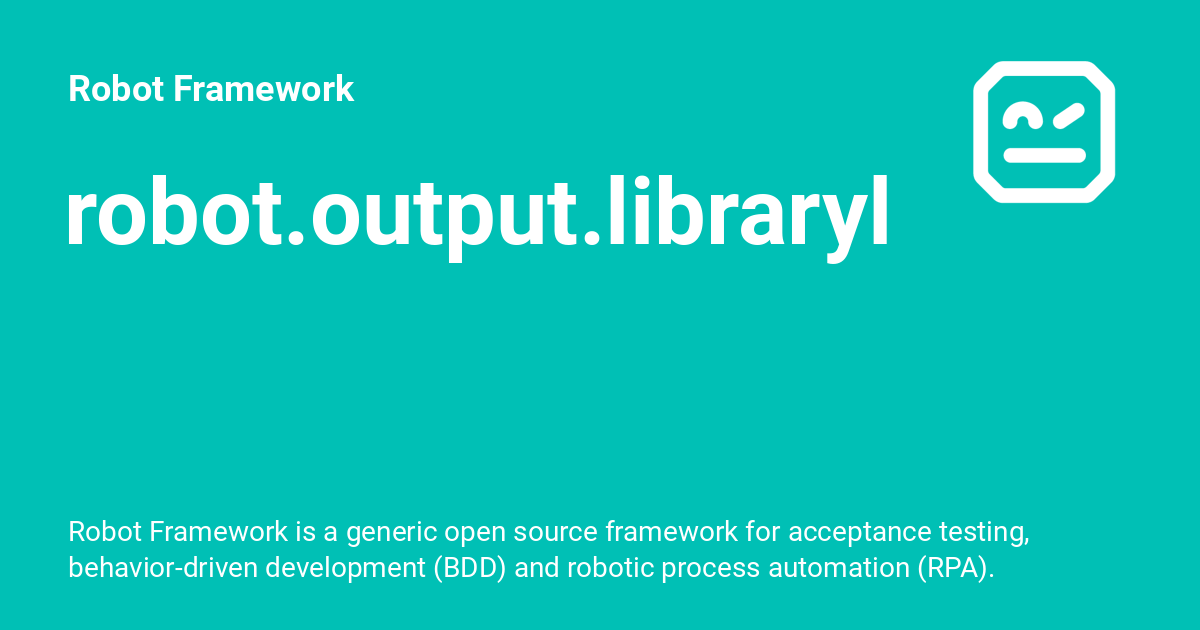 Robot Framework
robot.output.libraryl
Robot Framework is a generic open source framework for acceptance testing,
behavior-driven development (BDD) and robotic process automation (RPA).